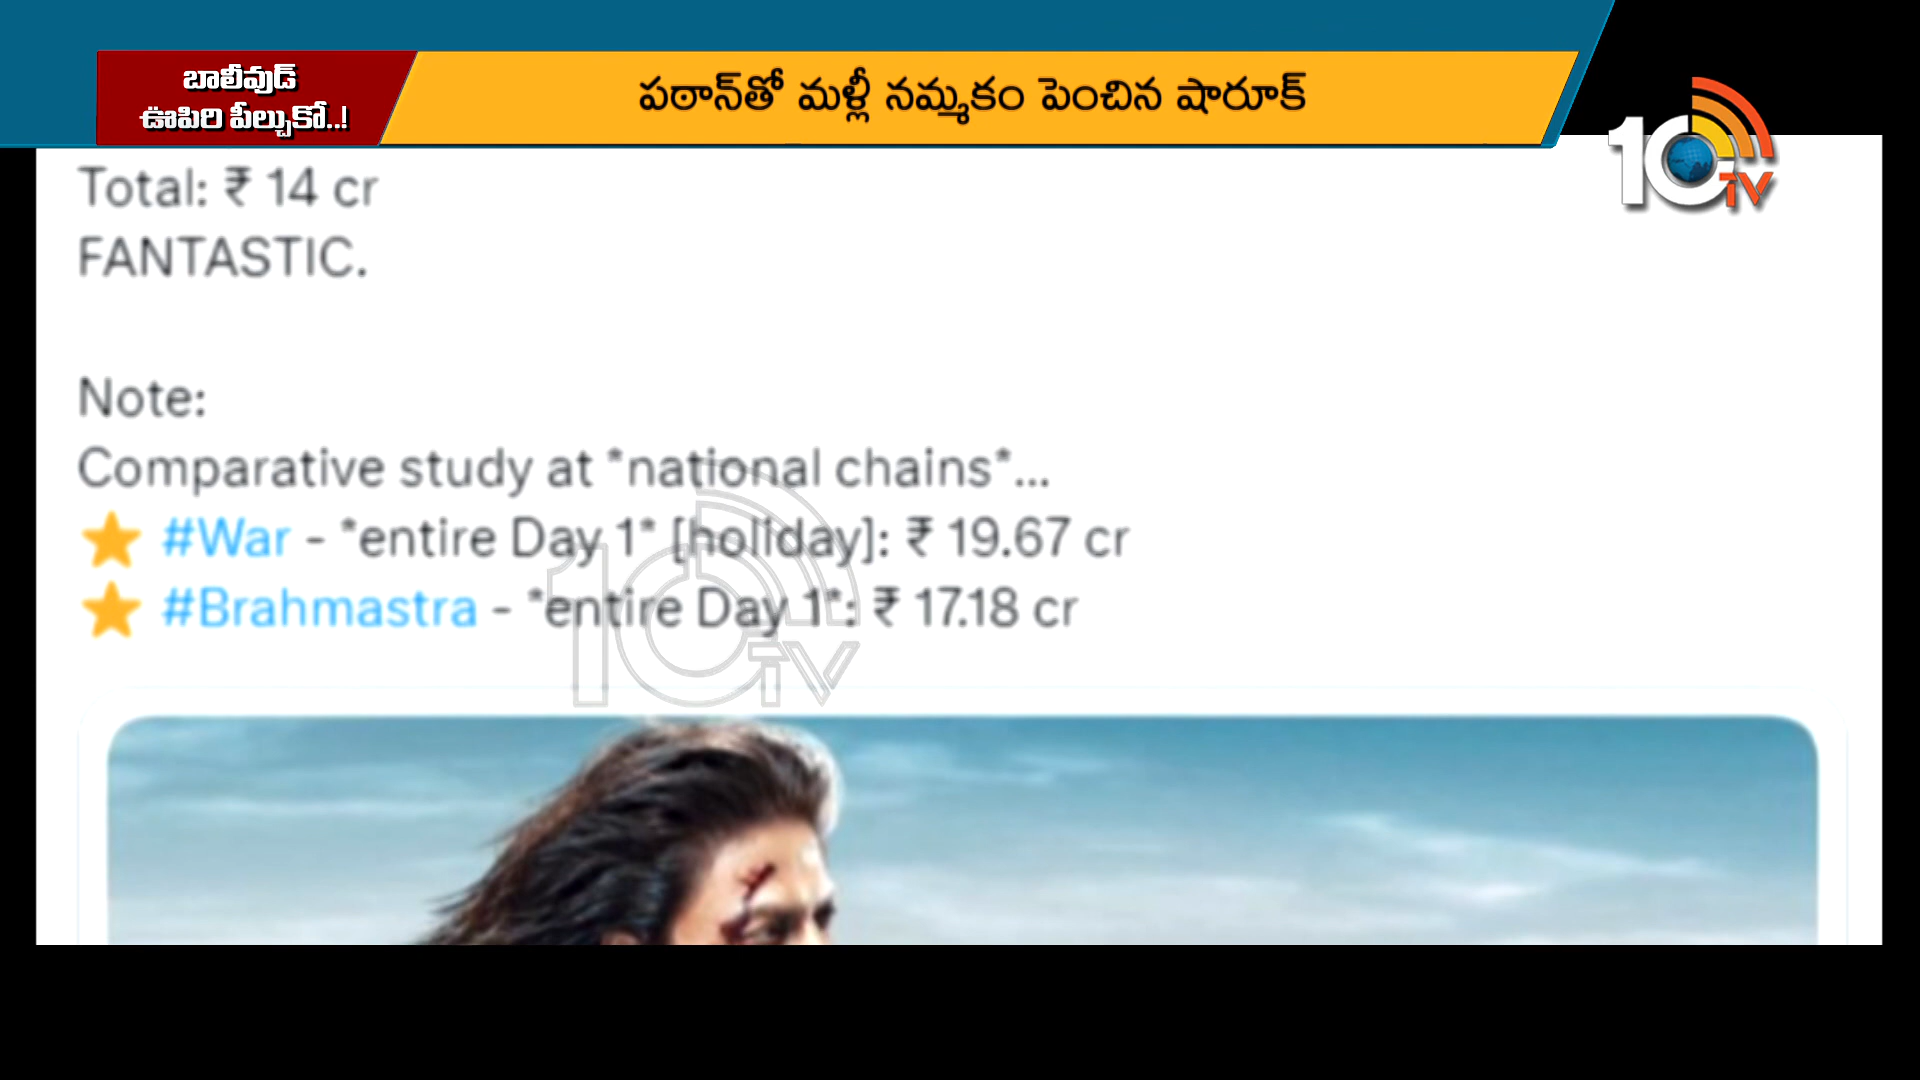 బాలీవుడ్
ఊపిరి పీల్చుకో..!
పఠాన్‌తో మళ్లీ నమ్మకం పెంచిన షారూక్
10TV
Total: ₹ 14 cr
FANTASTIC.
Note:
Comparative study at *national chains*...
⭐ #War - *entire Day 1* [holiday]: ₹ 19.67 cr
⭐ #Brahmastra - *entire Day 1*: ₹ 17.18 cr
10TV